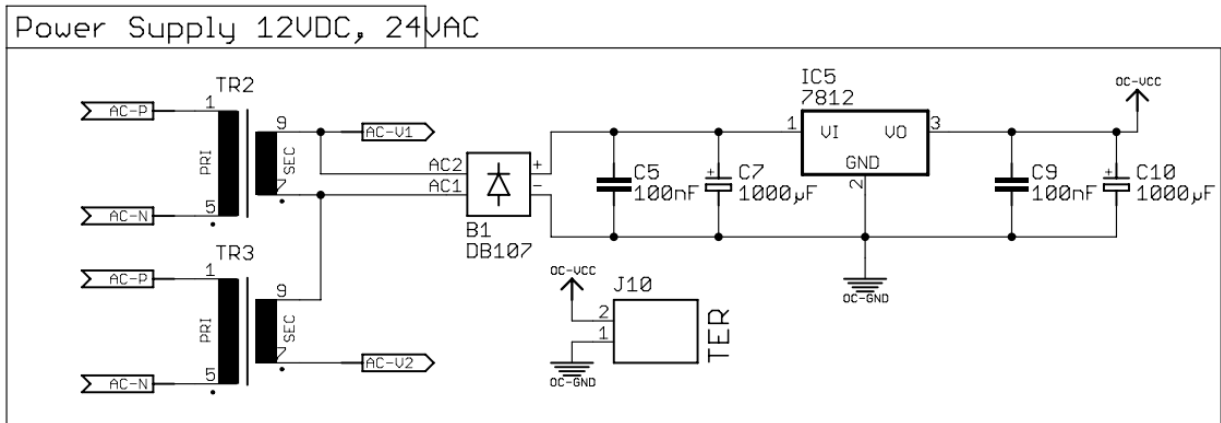 Power Supply 12VDC, 24VAC
TR2
AC-P
1
PRI
5
AC-N
9
SEC
7
AC-V1
TR3
AC-P
1
PRI
5
AC-N
9
SEC
7
AC-V2
AC2
AC1
+
-
B1
DB107
C5
100nF
+
C7
1000µF
IC5
7812
1
VI
VO
3
GND
2
OC-GND
C9
100nF
OC-VCC
+
C10
1000µF
OC-VCC
J10
2
1
TER
OC-GND